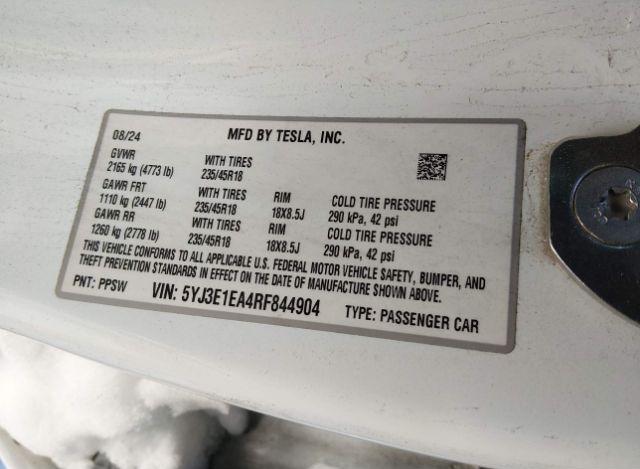 08/24 MFD BY TESLA, INC.
GVWR
2165 kg (4773 lb) WITH TIRES 235/45R18
GAWR FRT
1110 kg (2447 lb) WITH TIRES 235/45R18 RIM 18X8.5J COLD TIRE PRESSURE 290 kPa, 42 psi
GAWR RR
1260 kg (2778 lb) WITH TIRES 235/45R18 RIM 18X8.5J COLD TIRE PRESSURE 290 kPa, 42 psi
THIS VEHICLE CONFORMS TO ALL APPLICABLE U.S. FEDERAL MOTOR VEHICLE SAFETY, BUMPER, AND
THEFT PREVENTION STANDARDS IN EFFECT ON THE DATE OF MANUFACTURE SHOWN ABOVE.
PNT: PPSW VIN: 5YJ3E1EA4RF844904 TYPE: PASSENGER CAR